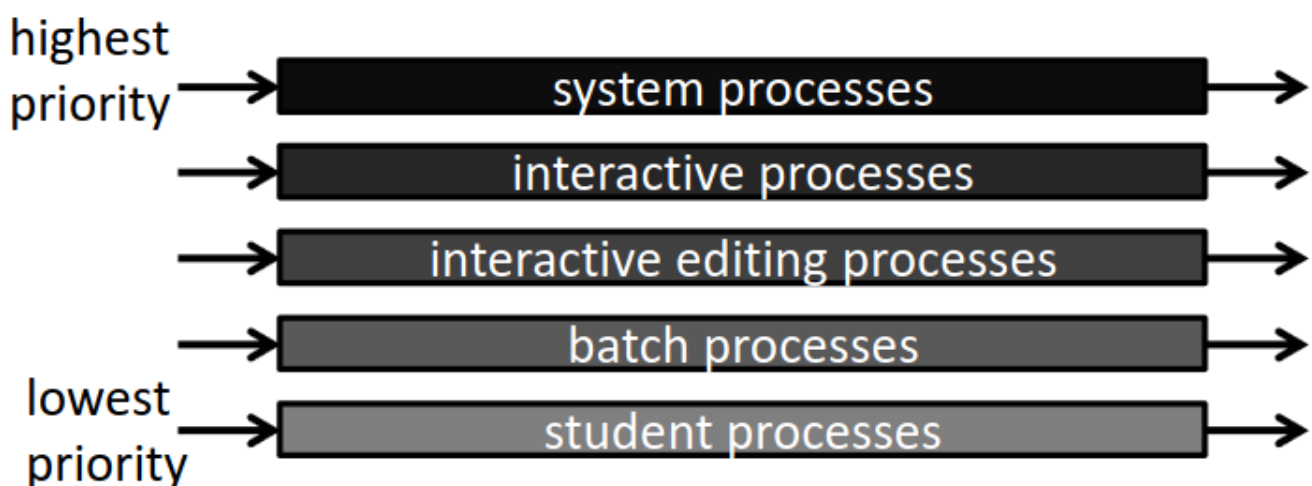 highest
priority
system processes
interactive processes
interactive editing processes
batch processes
lowest
priority
student processes